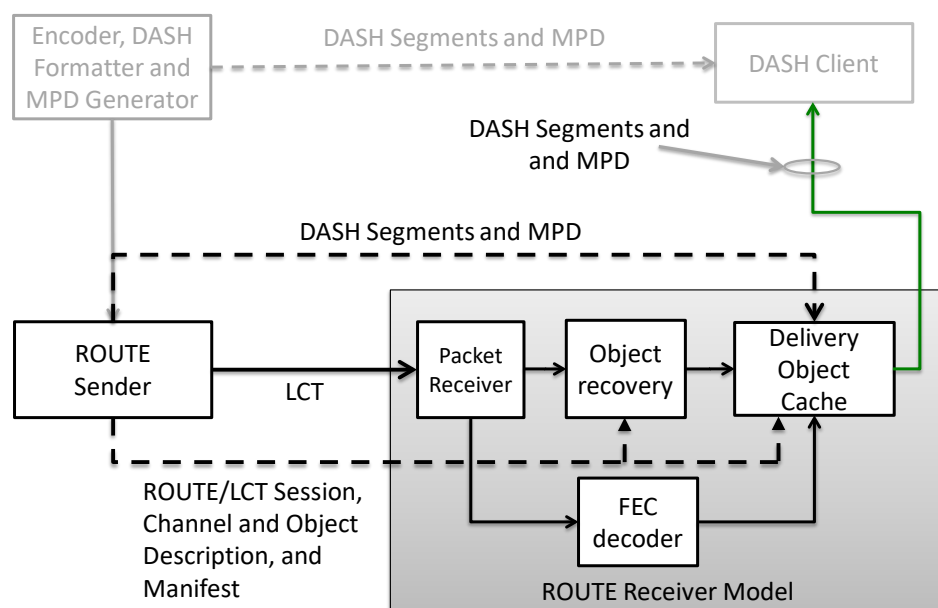 Encoder, DASH
Formatter and
MPD Generator
DASH Segments and MPD
DASH Client
DASH Segments and
and MPD
DASH Segments and MPD
ROUTE
Sender
LCT
Packet
Receiver
Object
recovery
Delivery
Object
Cache
ROUTE/LCT Session,
Channel and Object
Description, and
Manifest
FEC
decoder
ROUTE Receiver Model